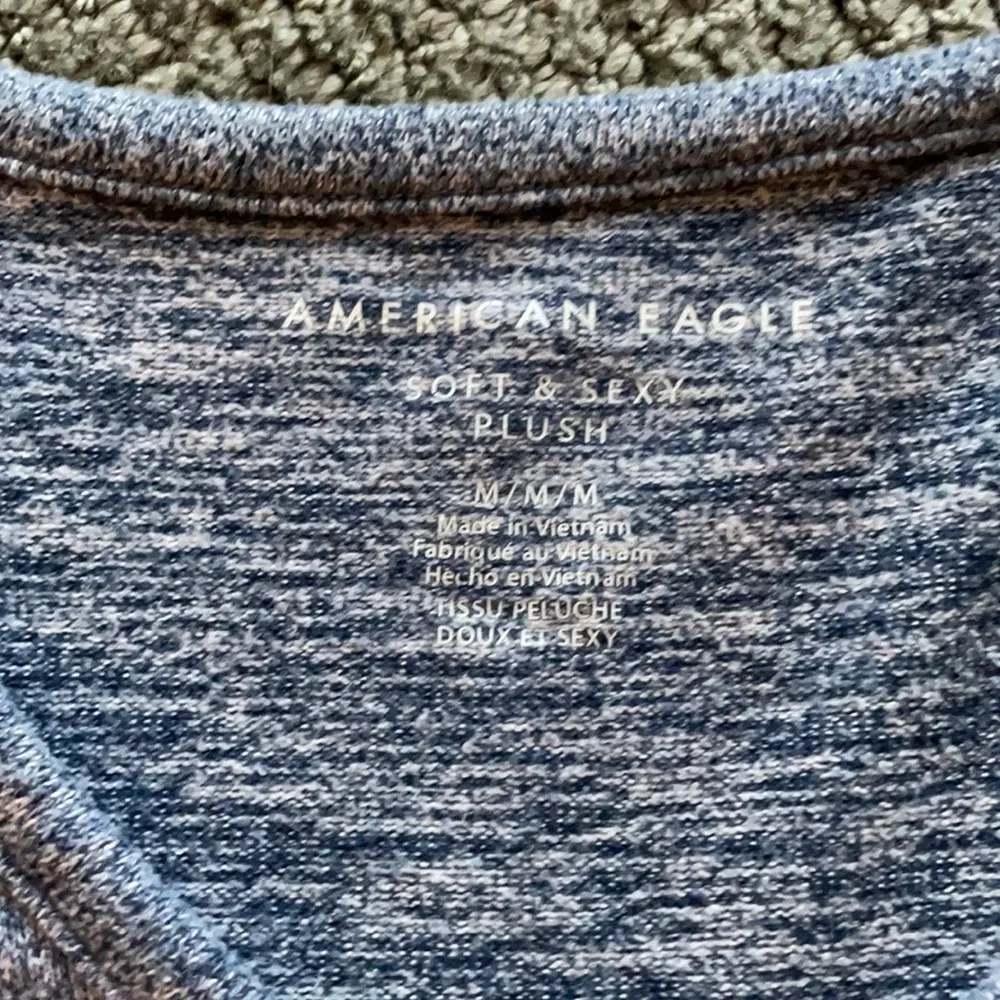 AMERICAN EAGLE
SOFT & SEXY
PLUSH
M/M/M
Made in Vietnam
Fabriqué au Vietnam
Hecho en Vietnam
TISSU PELUCHE
DOUX ET SEXY